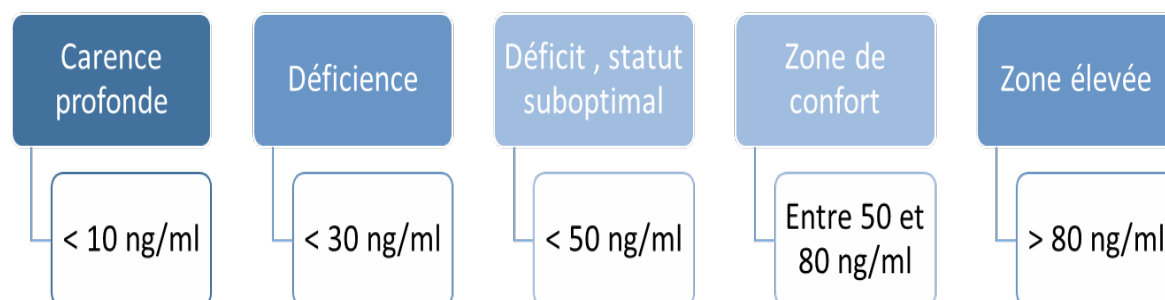 Carence
profonde
Déficience
Déficit , statut
suboptimal
Zone de
confort
Zone élevée
< 10 ng/ml
< 30 ng/ml
< 50 ng/ml
Entre 50 et
80 ng/ml
> 80 ng/ml